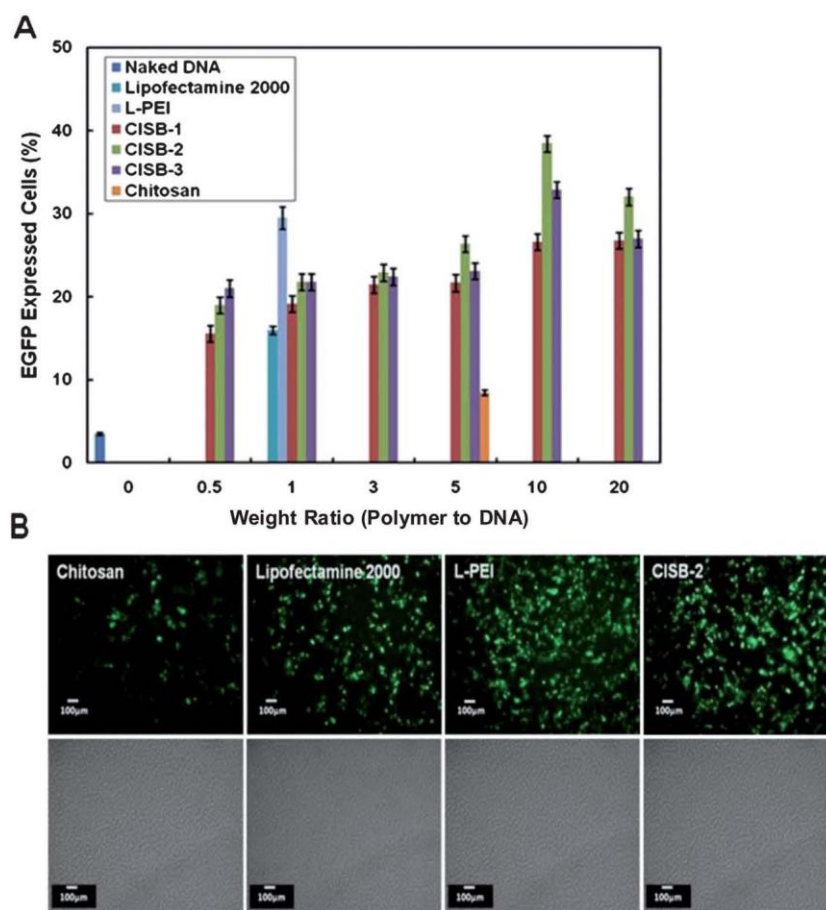 A
50
40
30
20
10
0
EGFP Expressed Cells (%)
Naked DNA
Lipofectamine 2000
L-PEI
CISB-1
CISB-2
CISB-3
Chitosan
0 0.5 1 3 5 10 20
Weight Ratio (Polymer to DNA)
B
Chitosan Lipofectamine 2000 L-PEI CISB-2
100μm 100μm 100μm 100μm
100μm 100μm 100μm 100μm